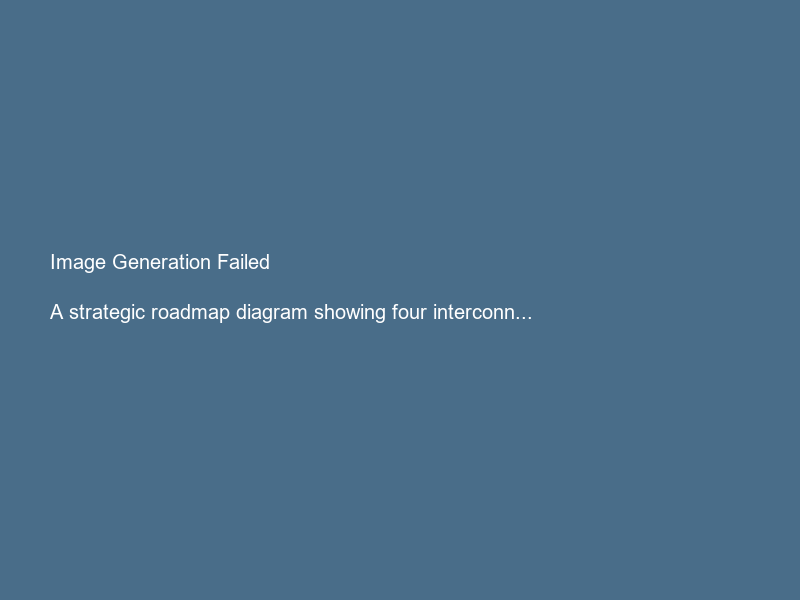 Image Generation Failed
A strategic roadmap diagram showing four interconn...